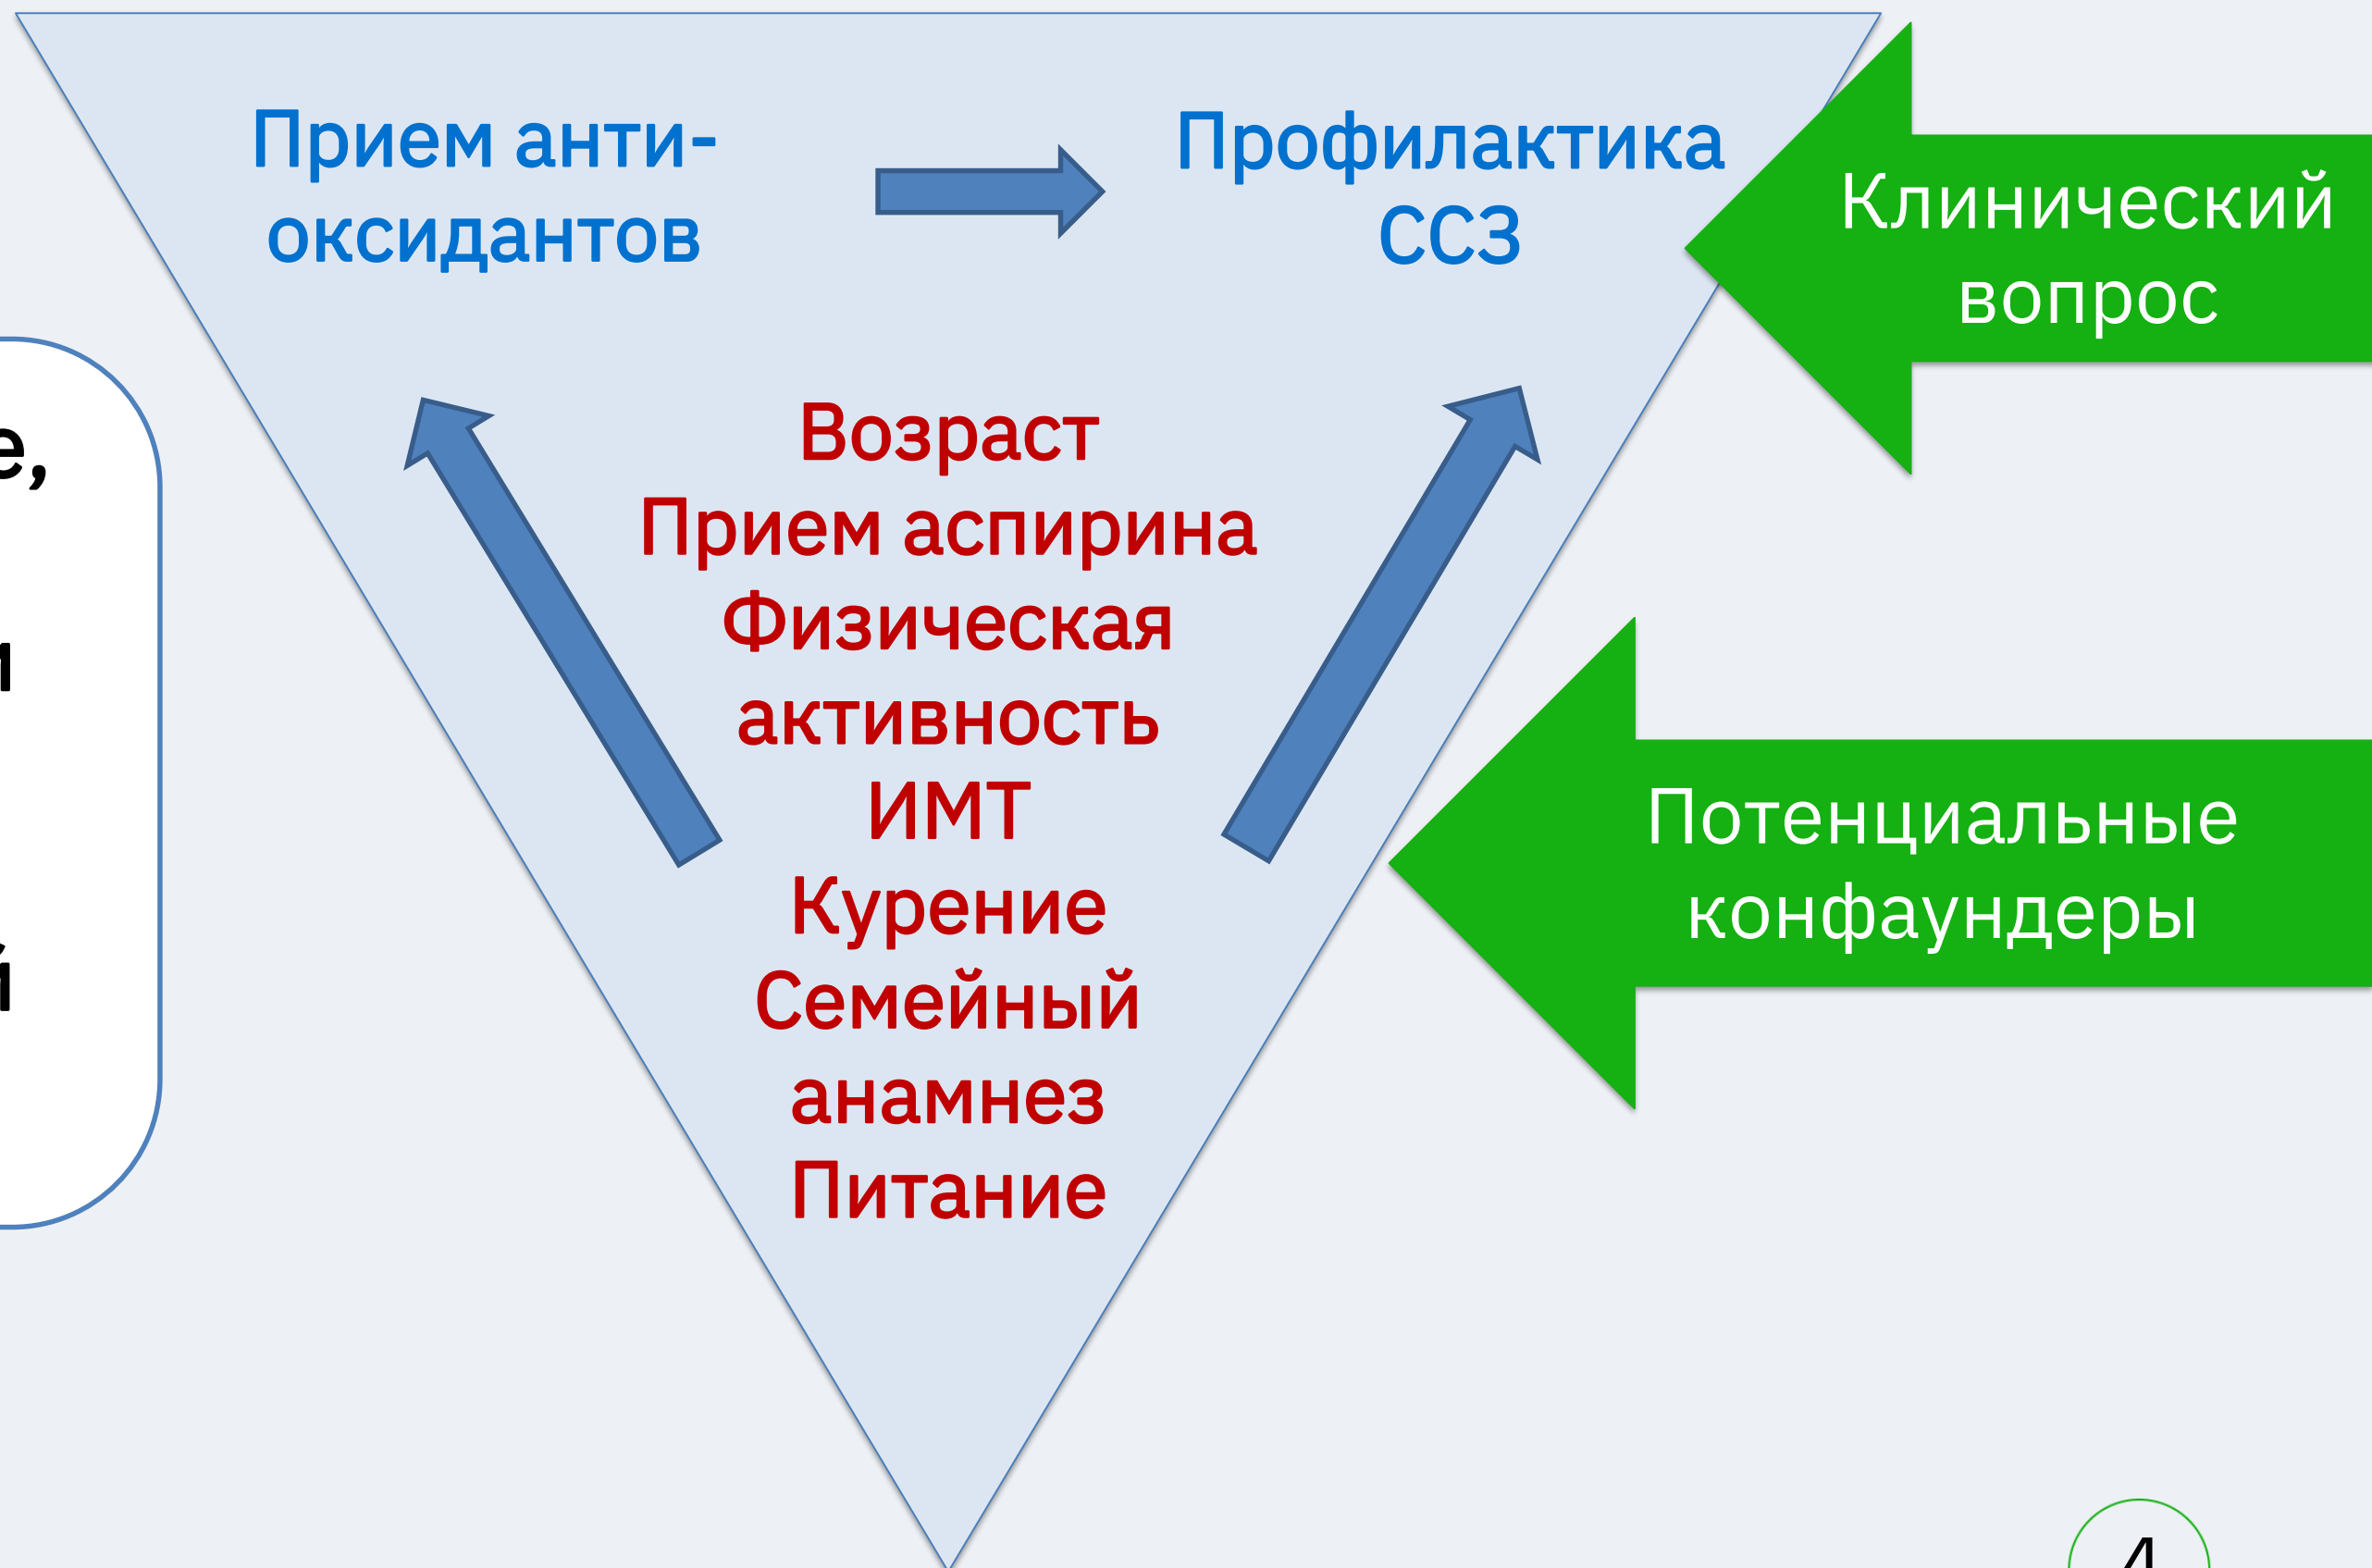 Прием анти-
оксидантов
Профилактика
ССЗ
Клинический
вопрос
Возраст
Прием аспирина
Физическая
активность
ИМТ
Курение
Семейный
анамнез
Питание
Потенциальные
конфаундеры
е,
й
4